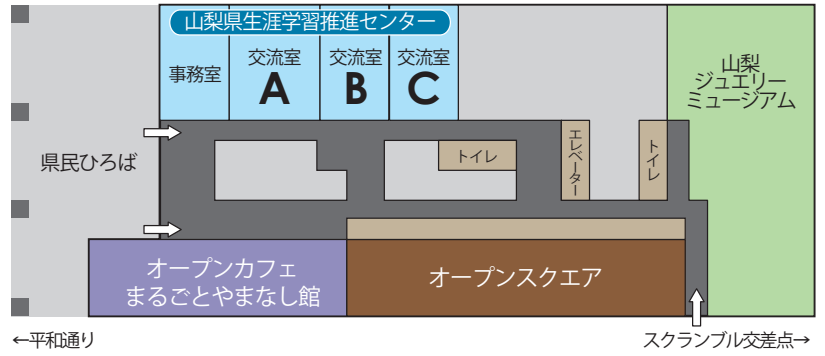 山梨県生涯学習推進センター
事務室
交流室
A
交流室
B
交流室
C
山梨
ジュエリー
ミュージアム
県民ひろば
トイレ
エレベーター
トイレ
オープンカフェ
まるごとやまなし館
オープンスクエア
←平和通り
スクランブル交差点→